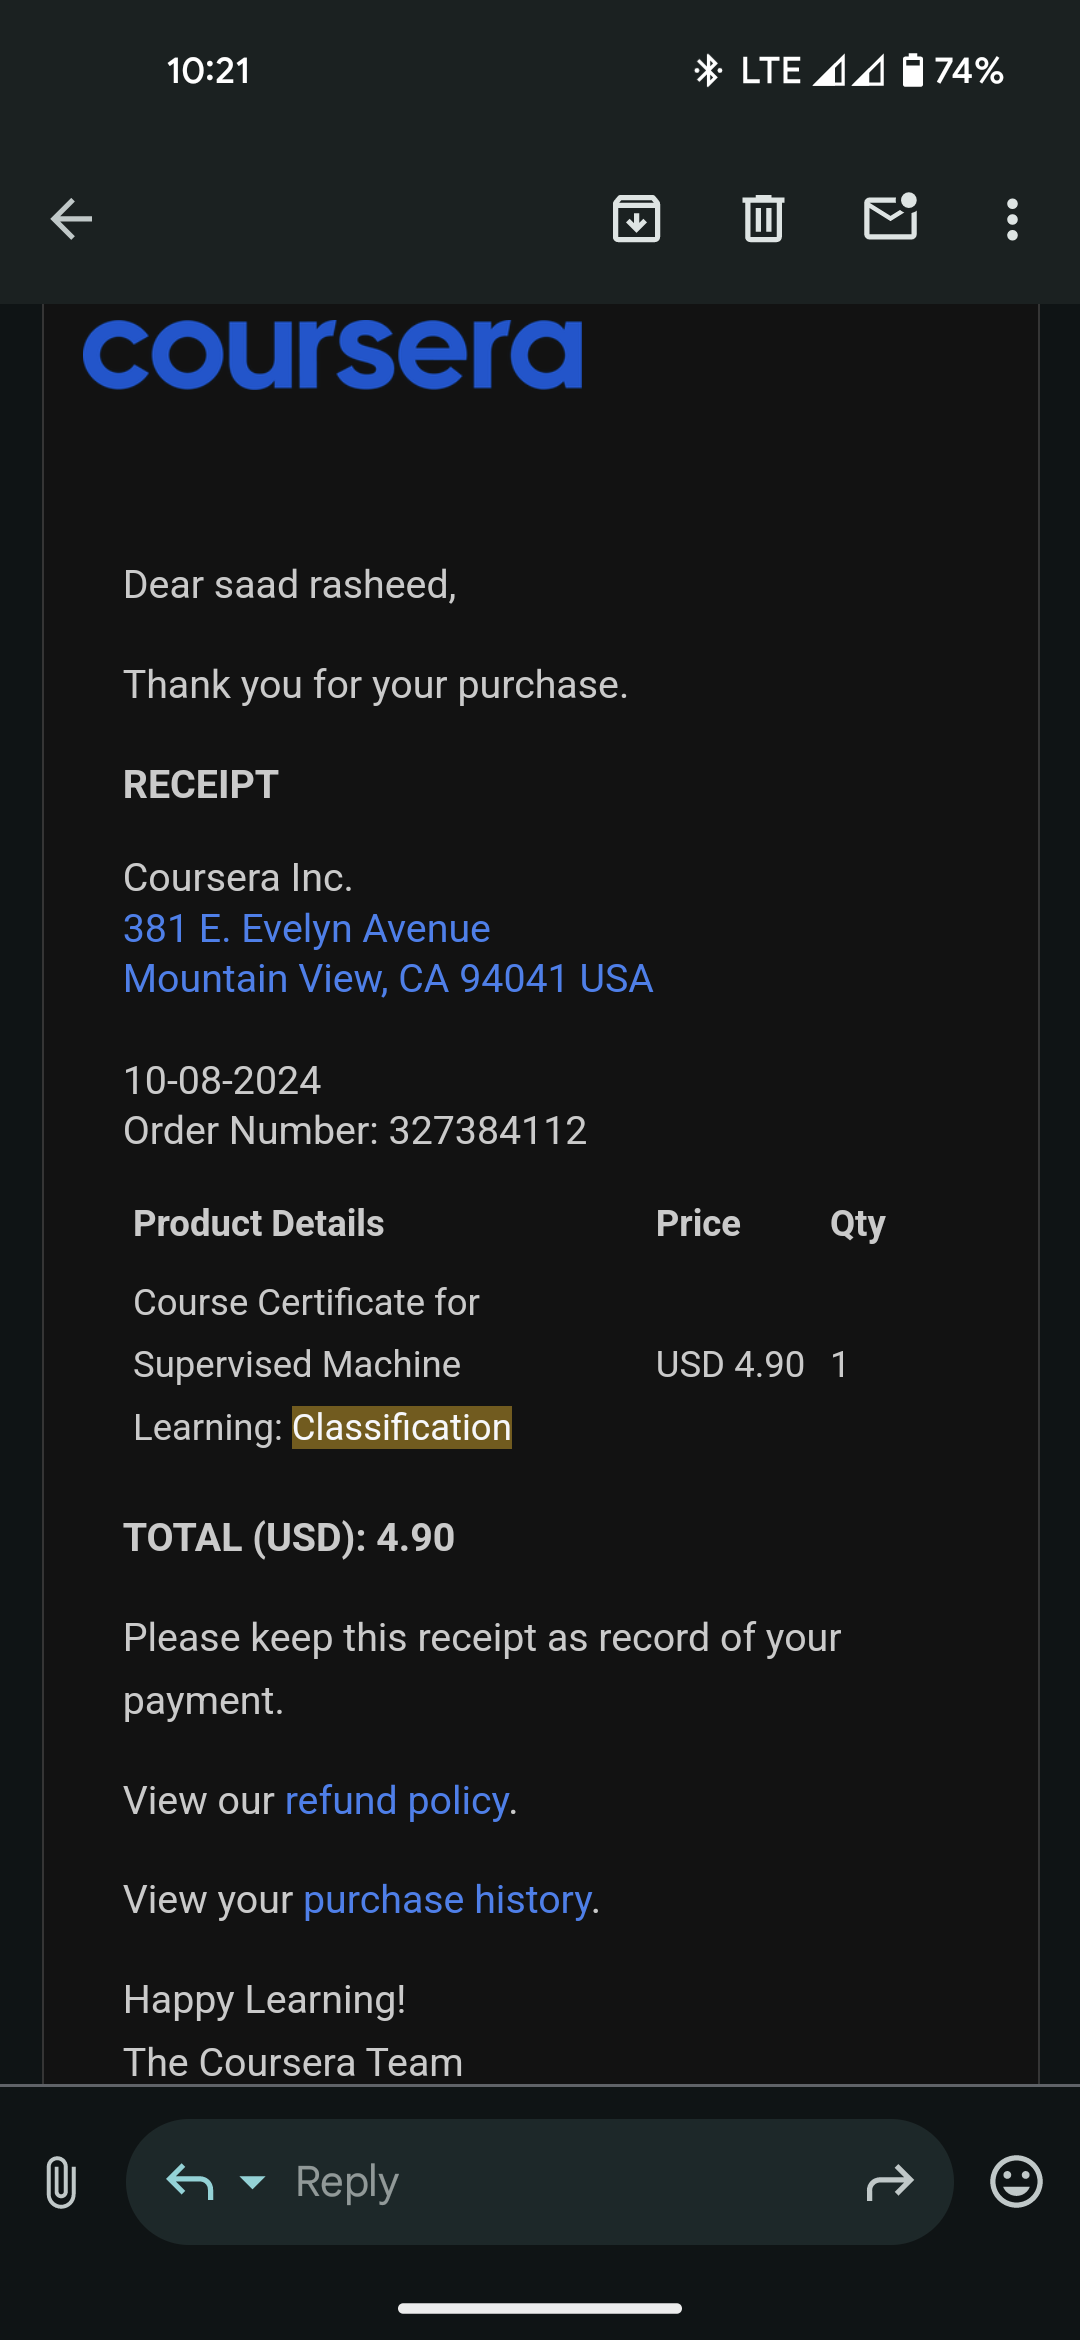 10:21 LTE 74%
coursera
Dear saad rasheed,
Thank you for your purchase.
RECEIPT
Coursera Inc.
381 E. Evelyn Avenue
Mountain View, CA 94041 USA
10-08-2024
Order Number: 327384112
Product Details Price Qty
Course Certificate for
Supervised Machine USD 4.90 1
Learning: Classification
TOTAL (USD): 4.90
Please keep this receipt as record of your
payment.
View our refund policy.
View your purchase history.
Happy Learning!
The Coursera Team
Reply